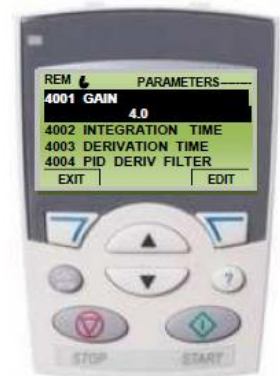 REM PARAMETERS
4001 GAIN
4.0
4002 INTEGRATION TIME
4003 DERIVATION TIME
4004 PID DERIV FILTER
EXIT EDIT
?
STOP START